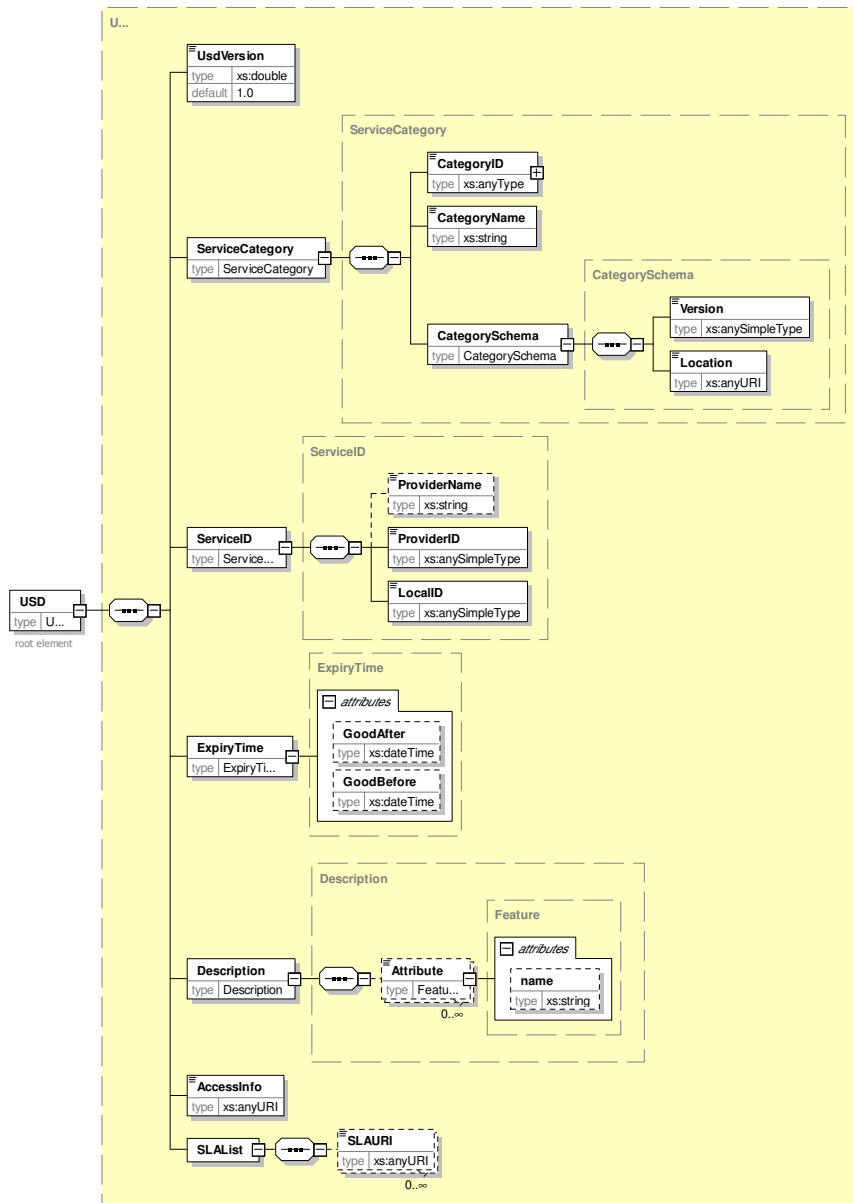 U...
UsdVersion
type xs:double
default 1.0
ServiceCategory
CategoryID
type xs:anyType
CategoryName
type xs:string
ServiceCategory
type ServiceCategory
CategorySchema
Version
type xs:anySimpleType
CategorySchema
type CategorySchema
Location
type xs:anyURI
ServiceID
ProviderName
type xs:string
ServiceID
type Service...
ProviderID
type xs:anySimpleType
LocalID
type xs:anySimpleType
USD
type U...
root element
ExpiryTime
attributes
GoodAfter
type xs:dateTime
ExpiryTime
type ExpiryTi...
GoodBefore
type xs:dateTime
Description
Feature
attributes
Description
type Description
Attribute
type Featu...
0..∞
name
type xs:string
AccessInfo
type xs:anyURI
SLAList
SLAURI
type xs:anyURI
0..∞